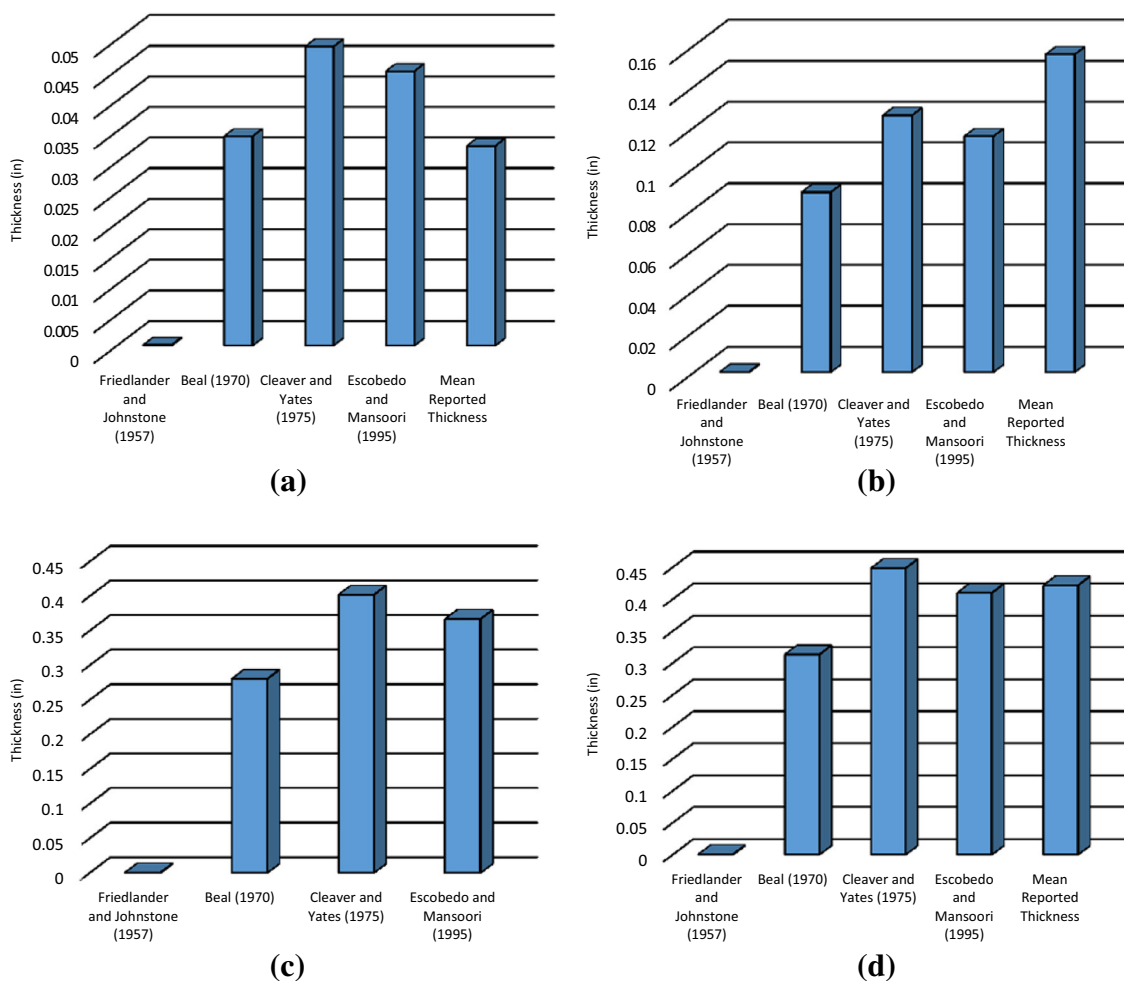 Thickness (in)
0.05
0.045
0.04
0.035
0.03
0.025
0.02
0.015
0.01
0.005
0
Friedlander
and
Johnstone
(1957)
Beal (1970)
Cleaver and
Yates
(1975)
Escobedo
and
Mansoori
(1995)
Mean
Reported
Thickness
(a)
Thickness (in)
0.16
0.14
0.12
0.1
0.08
0.06
0.04
0.02
0
Friedlander
and
Johnstone
(1957)
Beal (1970)
Cleaver and
Yates
(1975)
Escobedo
and
Mansoori
(1995)
Mean
Reported
Thickness
(b)
Thickness (in)
0.45
0.4
0.35
0.3
0.25
0.2
0.15
0.1
0.05
0
Friedlander
and Johnstone
(1957)
Beal (1970)
Cleaver and
Yates (1975)
Escobedo and
Mansoori
(1995)
(c)
Thickness (in)
0.45
0.4
0.35
0.3
0.25
0.2
0.15
0.1
0.05
0
Friedlander
and
Johnstone
(1957)
Beal (1970)
Cleaver and
Yates (1975)
Escobedo
and
Mansoori
(1995)
Mean
Reported
Thickness
(d)